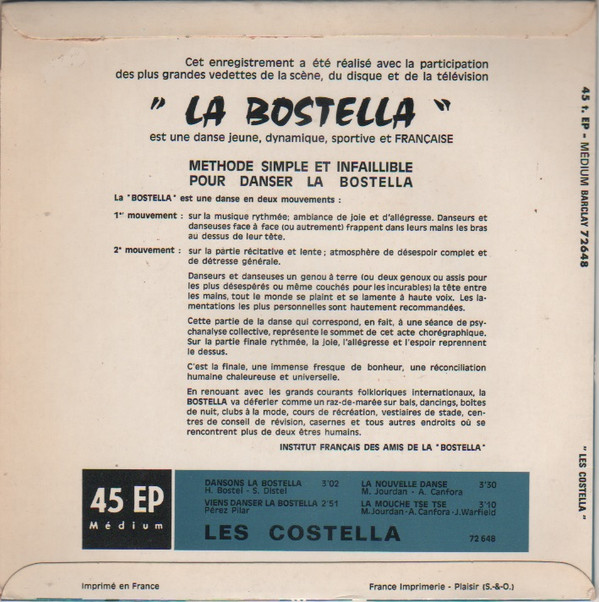 Cet enregistrement a été réalisé avec la participation
des plus grandes vedettes de la scène, du disque et de la télévision
" LA BOSTELLA "
est une danse jeune, dynamique, sportive et FRANÇAISE
METHODE SIMPLE ET INFAILLIBLE
POUR DANSER LA BOSTELLA
La "BOSTELLA" est une danse en deux mouvements :
1er mouvement : sur la musique rythmée; ambiance de joie et d'allégresse. Danseurs et
danseuses face à face (ou autrement) frappent dans leurs mains les bras
au dessus de leur tête.
2e mouvement : sur la partie récitative et lente ; atmosphère de désespoir complet et
de détresse générale.
Danseurs et danseuses un genou à terre (ou deux genoux ou assis pour
les plus désespérés ou même couchés pour les incurables) la tête entre
les mains, tout le monde se plaint et se lamente à haute voix. Les la-
mentations les plus personnelles sont hautement recommandées.
Cette partie de la danse qui correspond, en fait, à une séance de psy-
chanalyse collective, représente le sommet de cet acte chorégraphique.
Sur la partie finale rythmée, la joie, l'allégresse et l'espoir reprennent
le dessus.
C'est la finale, une immense fresque de bonheur, une réconciliation
humaine chaleureuse et universelle.
En renouant avec les grands courants folkloriques internationaux, la
BOSTELLA va déferler comme un raz-de-marée sur bals, dancings, boîtes
de nuit, clubs à la mode, cours de récréation, vestiaires de stade, cen-
tres de conseil de révision, casernes et tous autres endroits où se
rencontrent plus de deux êtres humains.
INSTITUT FRANÇAIS DES AMIS DE LA "BOSTELLA"
45 EP
Médium
DANSONS LA BOSTELLA 3'02
H. Bostel - S. Distel
VIENS DANSER LA BOSTELLA 2'51
Pérez Pilar
LA NOUVELLE DANSE 3'30
M. Jourdan - A. Canfora
LA MOUCHE TSE TSE 3'10
M. Jourdan - A. Canfora - J. Warfield
LES COSTELLA
72 648
Imprimé en France
France Imprimerie - Plaisir (S.-&-O.)
45 t. EP - MÉDIUM BARCLAY 72648
" LES COSTELLA "